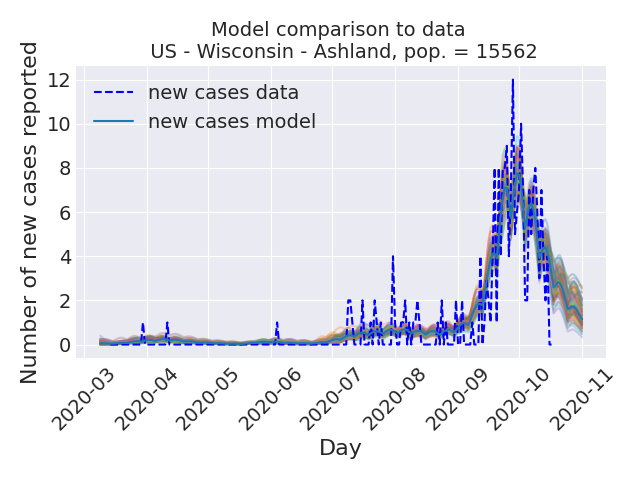 Model comparison to data
US - Wisconsin - Ashland, pop. = 15562
Number of new cases reported
12
10
8
6
4
2
0
new cases data
new cases model
2020-03
2020-04
2020-05
2020-06
2020-07
2020-08
2020-09
2020-10
2020-11
Day